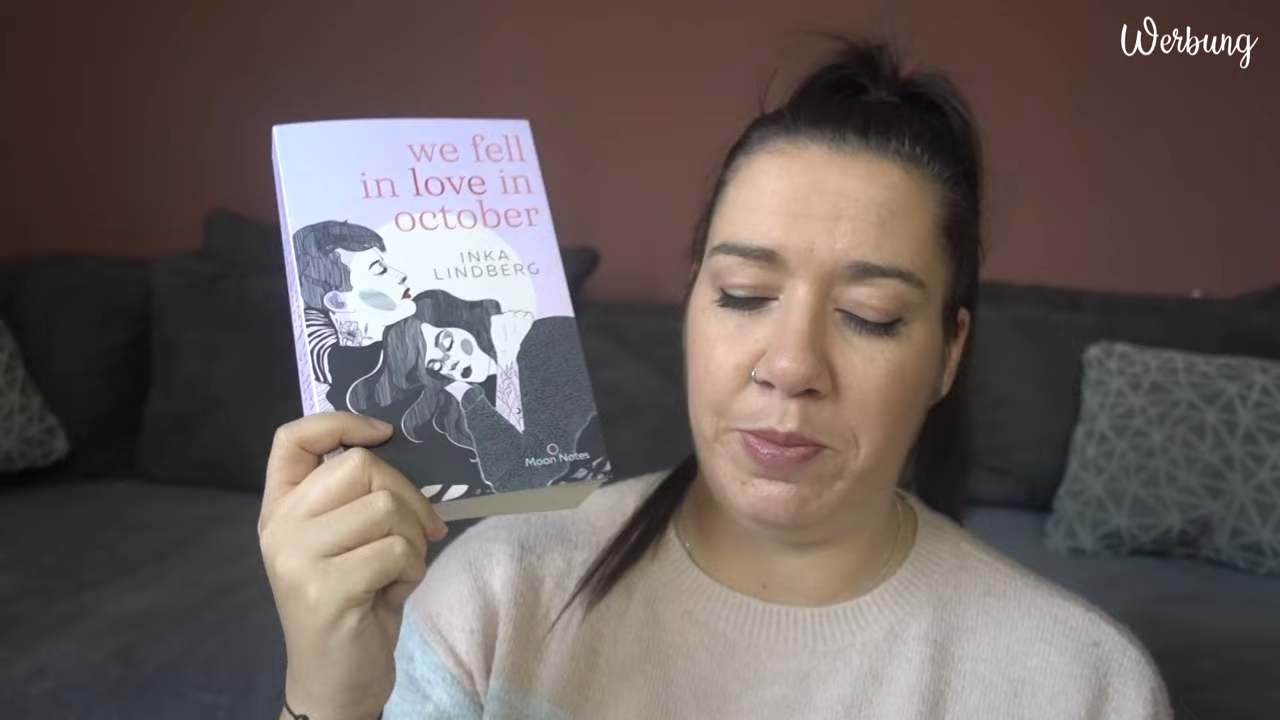 Werbung
we fell
in love in
october
INKA
LINDBERG
Moon Notes